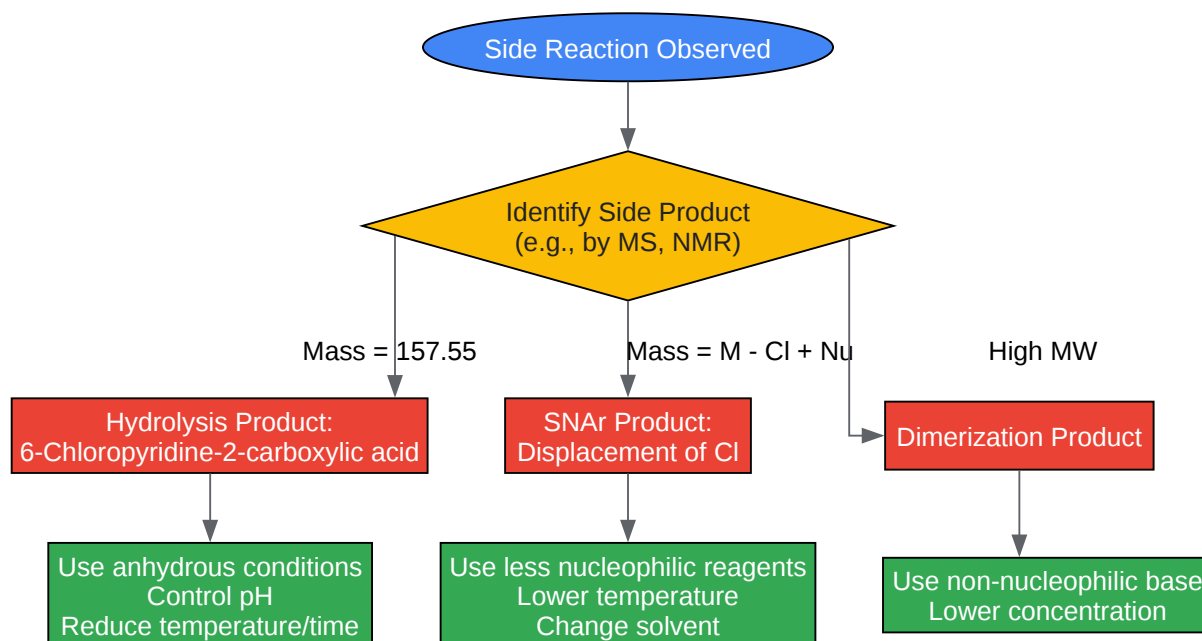 Side Reaction Observed
Identify Side Product
(e.g., by MS, NMR)
Mass = 157.55
Mass = M - Cl + Nu
High MW
Hydrolysis Product:
6-Chloropyridine-2-carboxylic acid
SNAr Product:
Displacement of Cl
Dimerization Product
Use anhydrous conditions
Control pH
Reduce temperature/time
Use less nucleophilic reagents
Lower temperature
Change solvent
Use non-nucleophilic base
Lower concentration